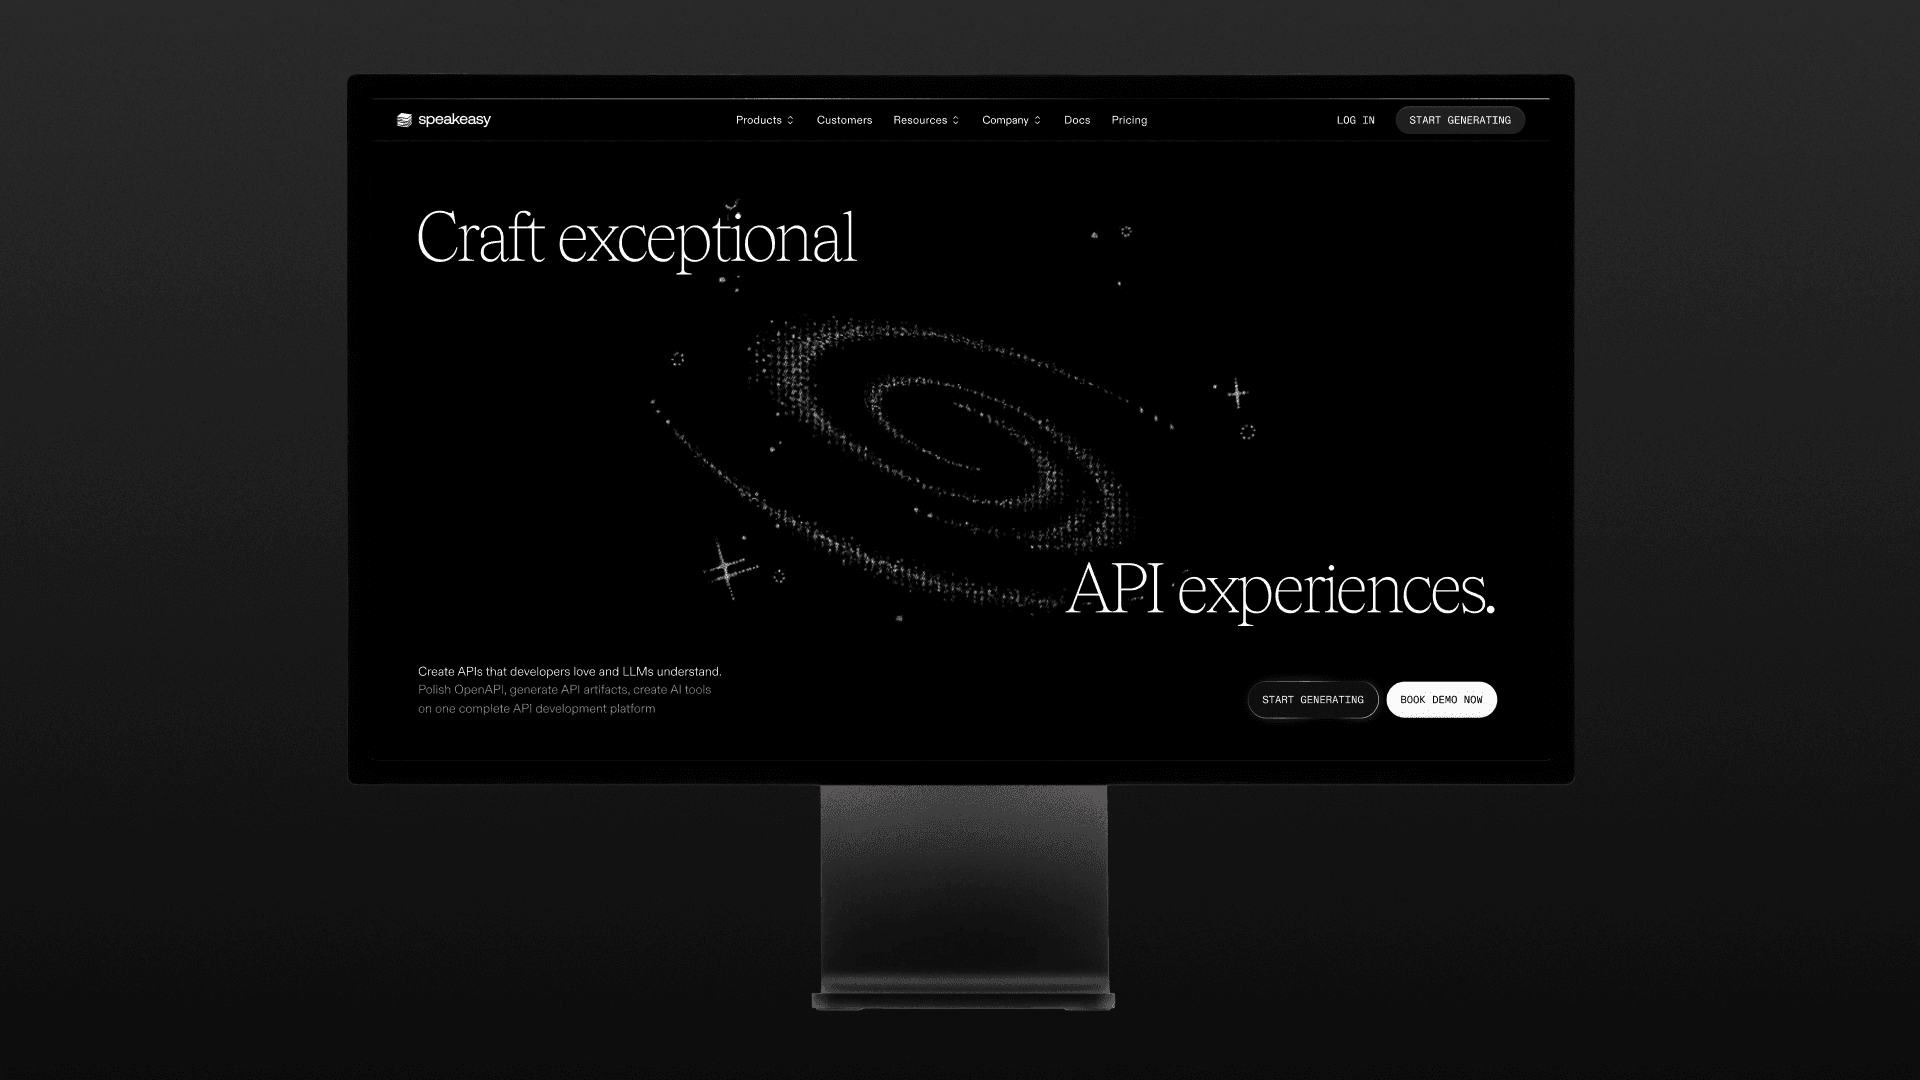 speakeasy
Products Customers Resources Company Docs Pricing
LOG IN START GENERATING
Craft exceptional
API experiences.
Create APIs that developers love and LLMs understand.
Polish OpenAPI, generate API artifacts, create AI tools
on one complete API development platform
START GENERATING BOOK DEMO NOW